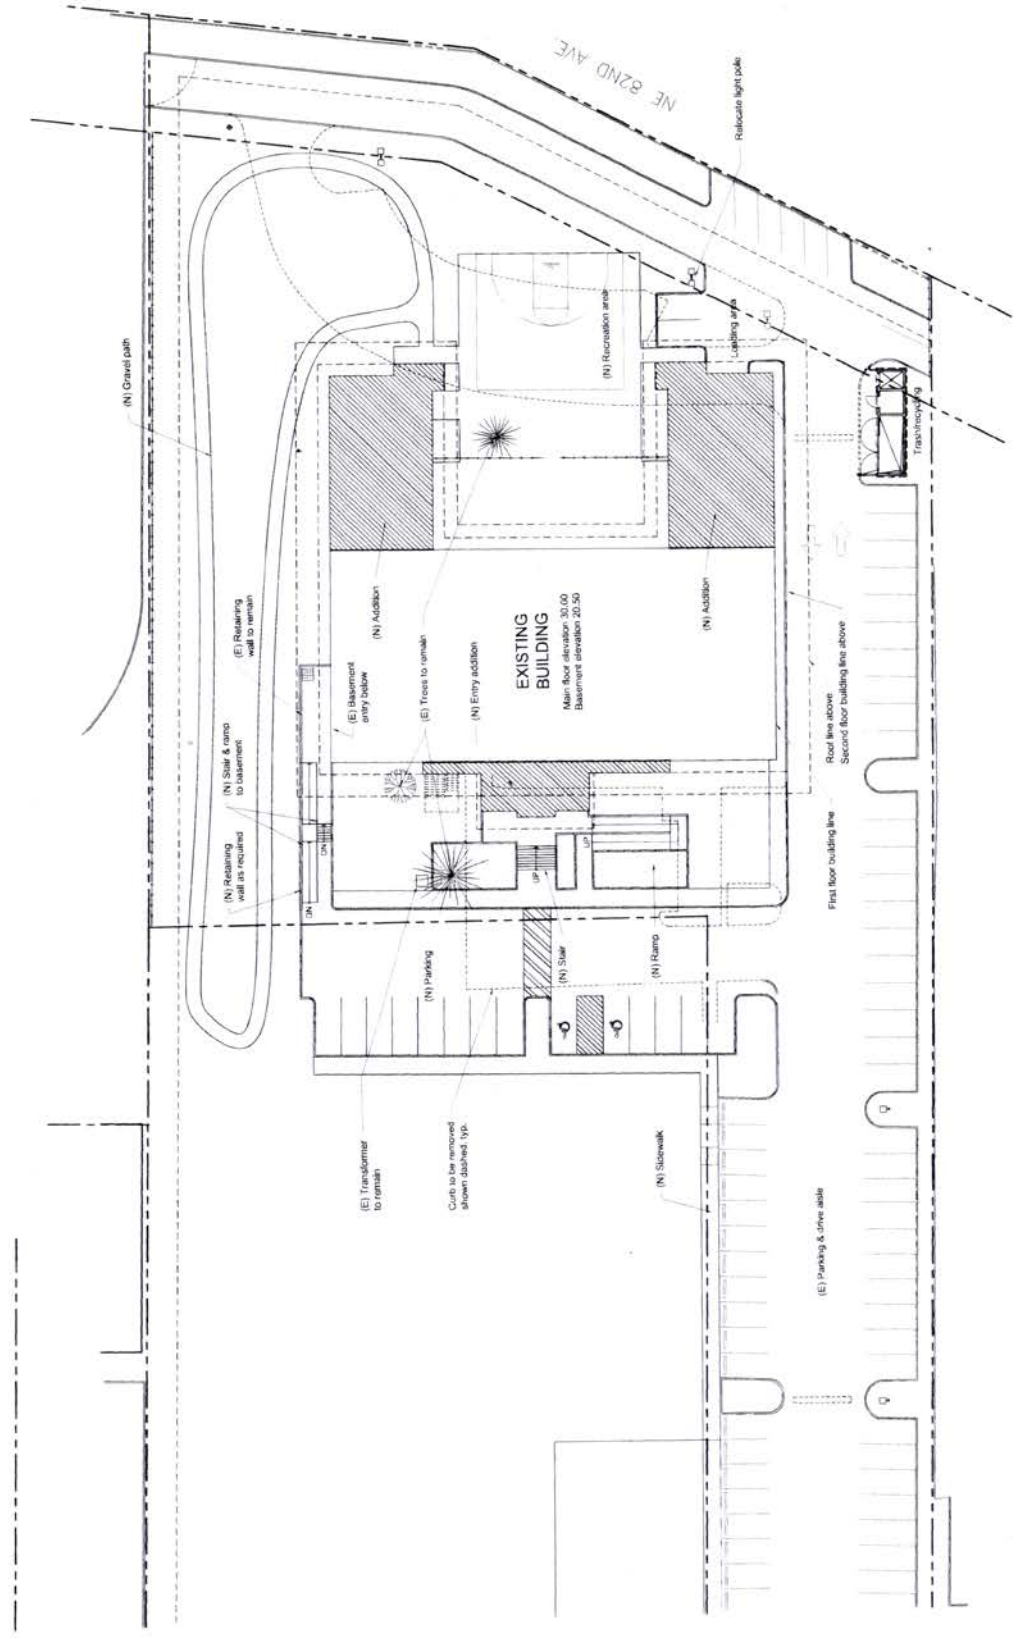 NE 82ND AVE.
Relocate light pole
(N) Gravel path
(N) Recreation area
Loading area
Trash/recycling
(E) Retaining
wall to remain
(N) Addition
(N) Addition
(E) Basement
entry below
(E) Trees to remain
(N) Entry addition
EXISTING
BUILDING
Main floor elevation 30.00
Basement elevation 20.50
(N) Stair & ramp
to basement
(N) Retaining
wall as required
DN
DN
UP
UP
Roof line above
Second floor building line above
First floor building line
(N) Parking
(N) Stair
(N) Ramp
(E) Transformer
to remain
Curb to be removed
shown dashed, typ.
(N) Sidewalk
(E) Parking & drive aisle